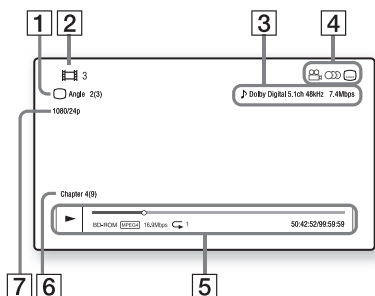 1 2 3 4
3
Angle 2(3)
♪ Dolby Digital 5.1ch 48kHz 7.4Mbps
1080/24p
Chapter 4(9)
BD-ROM MPEG4 16.9Mbps 1 50:42:52/99:59:59
7 6 5